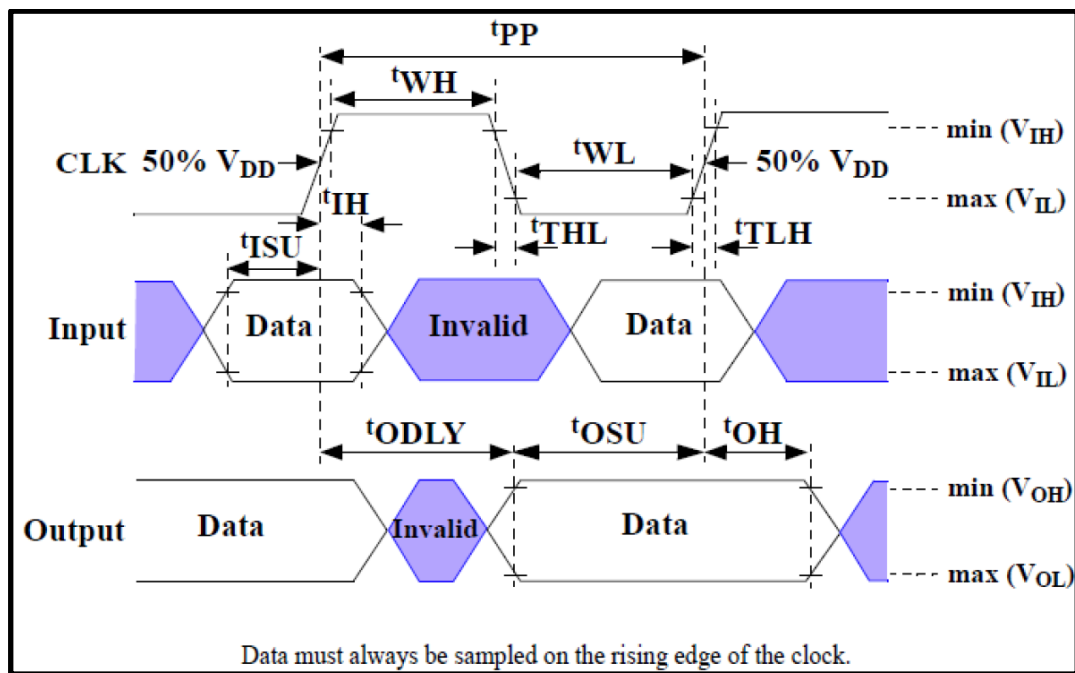 tPP
tWH
min (VIH)
CLK 50% VDD
tWL
50% VDD
max (VIL)
tIH
tTHL
tTLH
tISU
min (VIH)
Input
Data
Invalid
Data
max (VIL)
tODLY
tOSU
tOH
min (VOH)
Output
Data
Invalid
Data
max (VOL)
Data must always be sampled on the rising edge of the clock.